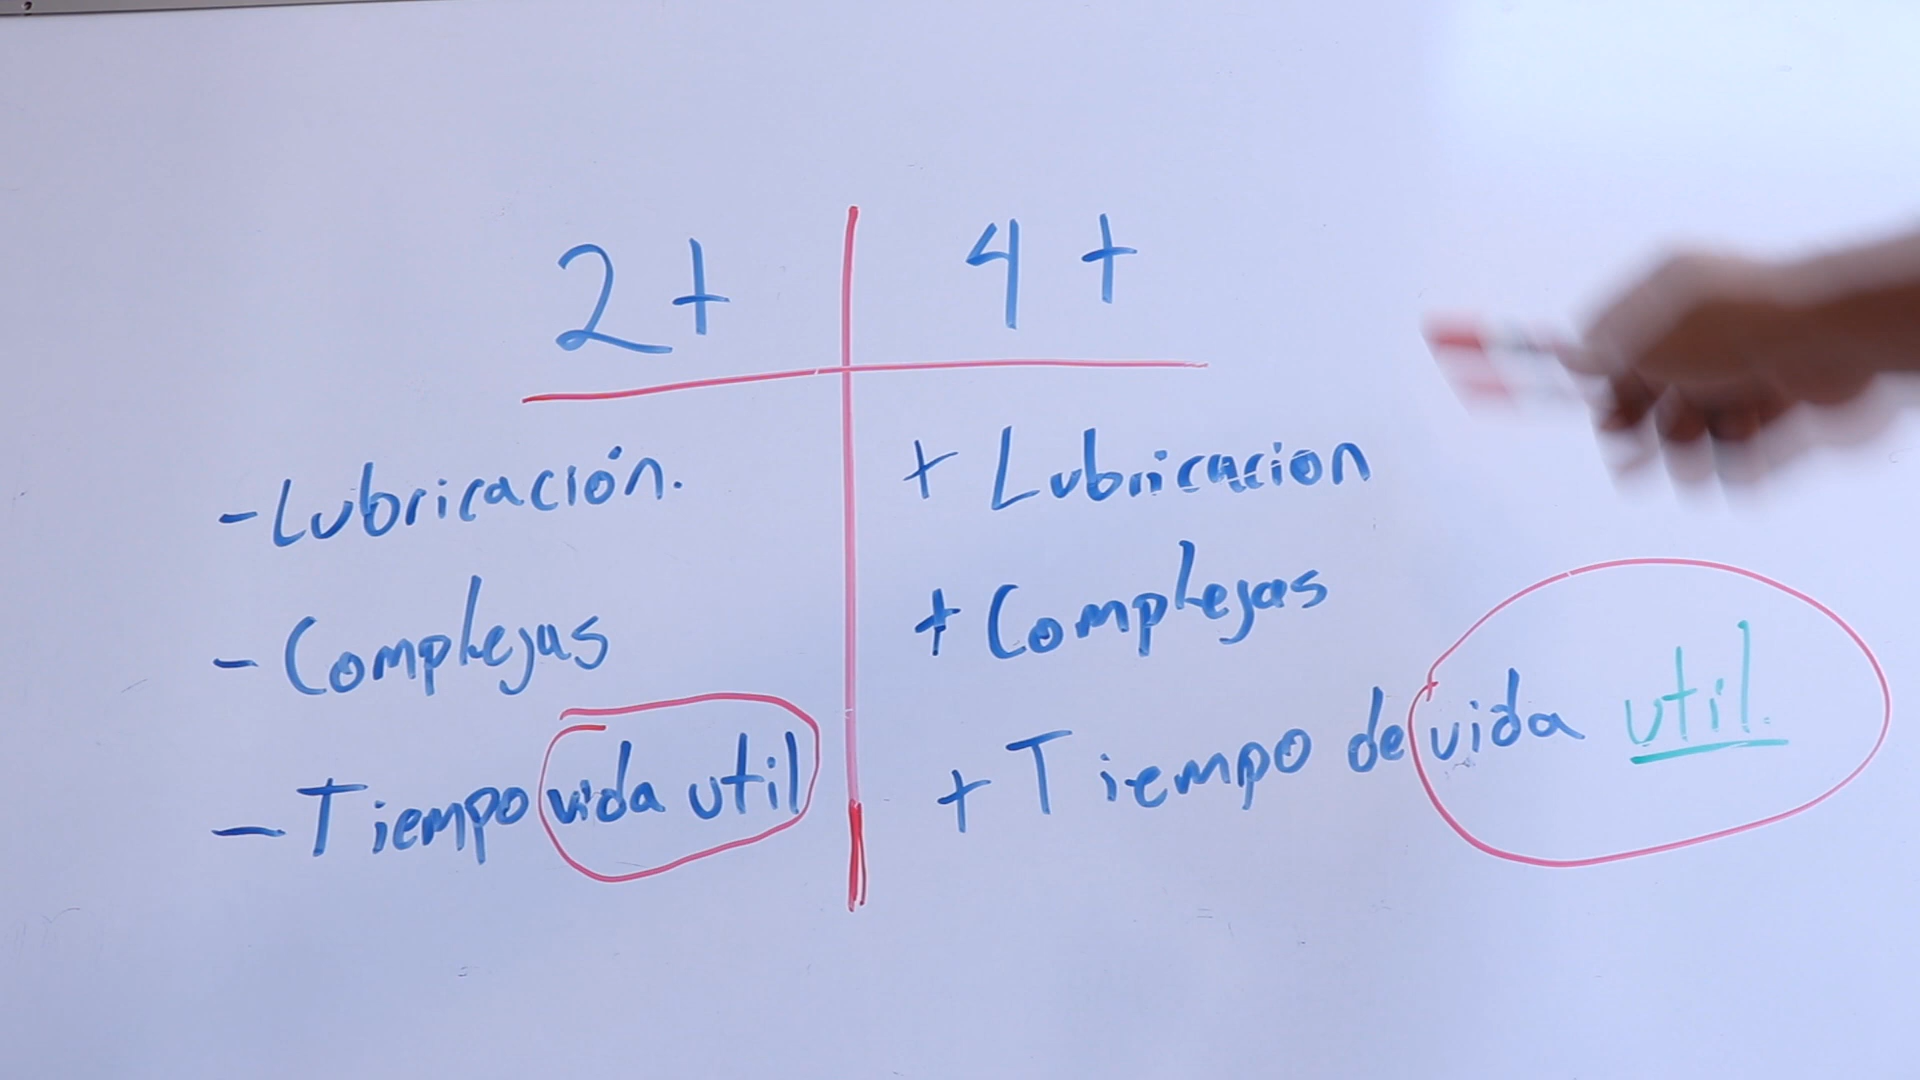 2t
4t
- Lubricación.
- Complejas
- Tiempo vida util
+ Lubricacion
+ Complejas
+ Tiempo de vida util.